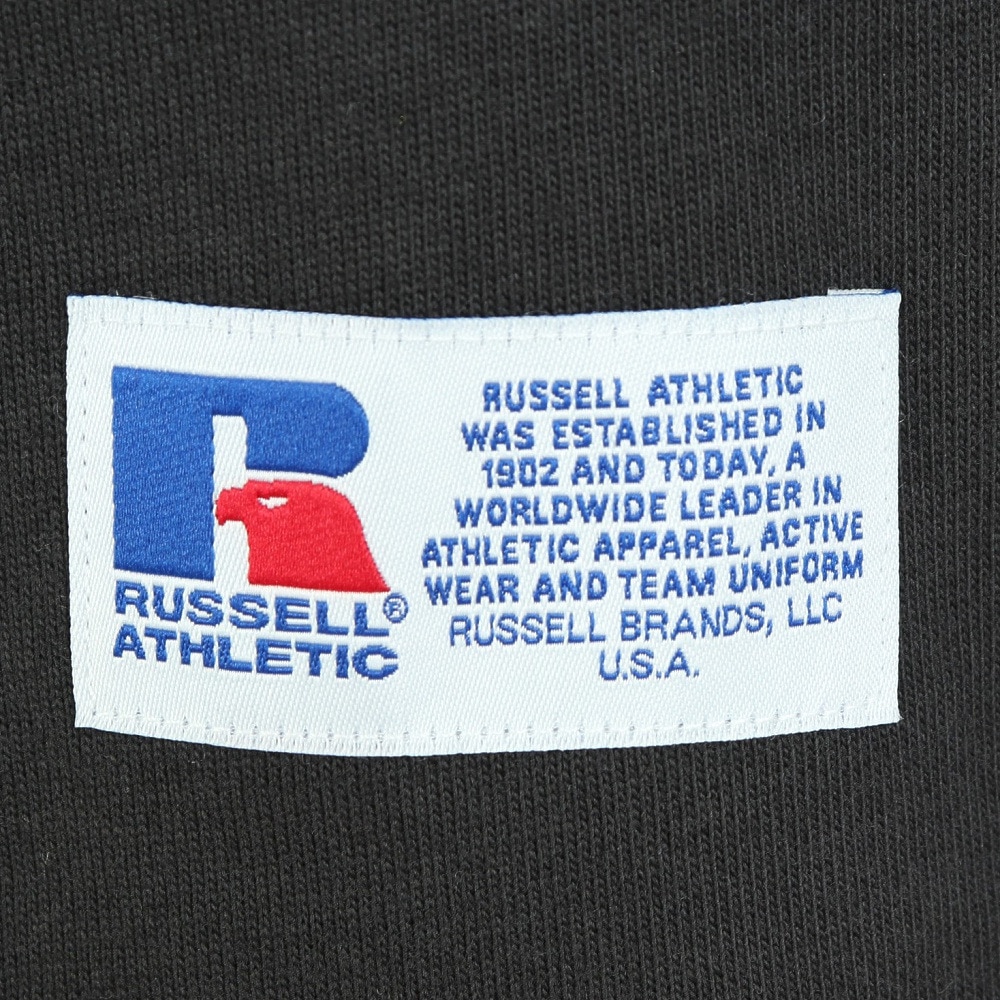 R
RUSSELL®
ATHLETIC
RUSSELL ATHLETIC
WAS ESTABLISHED IN
1902 AND TODAY, A
WORLDWIDE LEADER IN
ATHLETIC APPAREL, ACTIVE
WEAR AND TEAM UNIFORM
RUSSELL BRANDS, LLC
U.S.A.